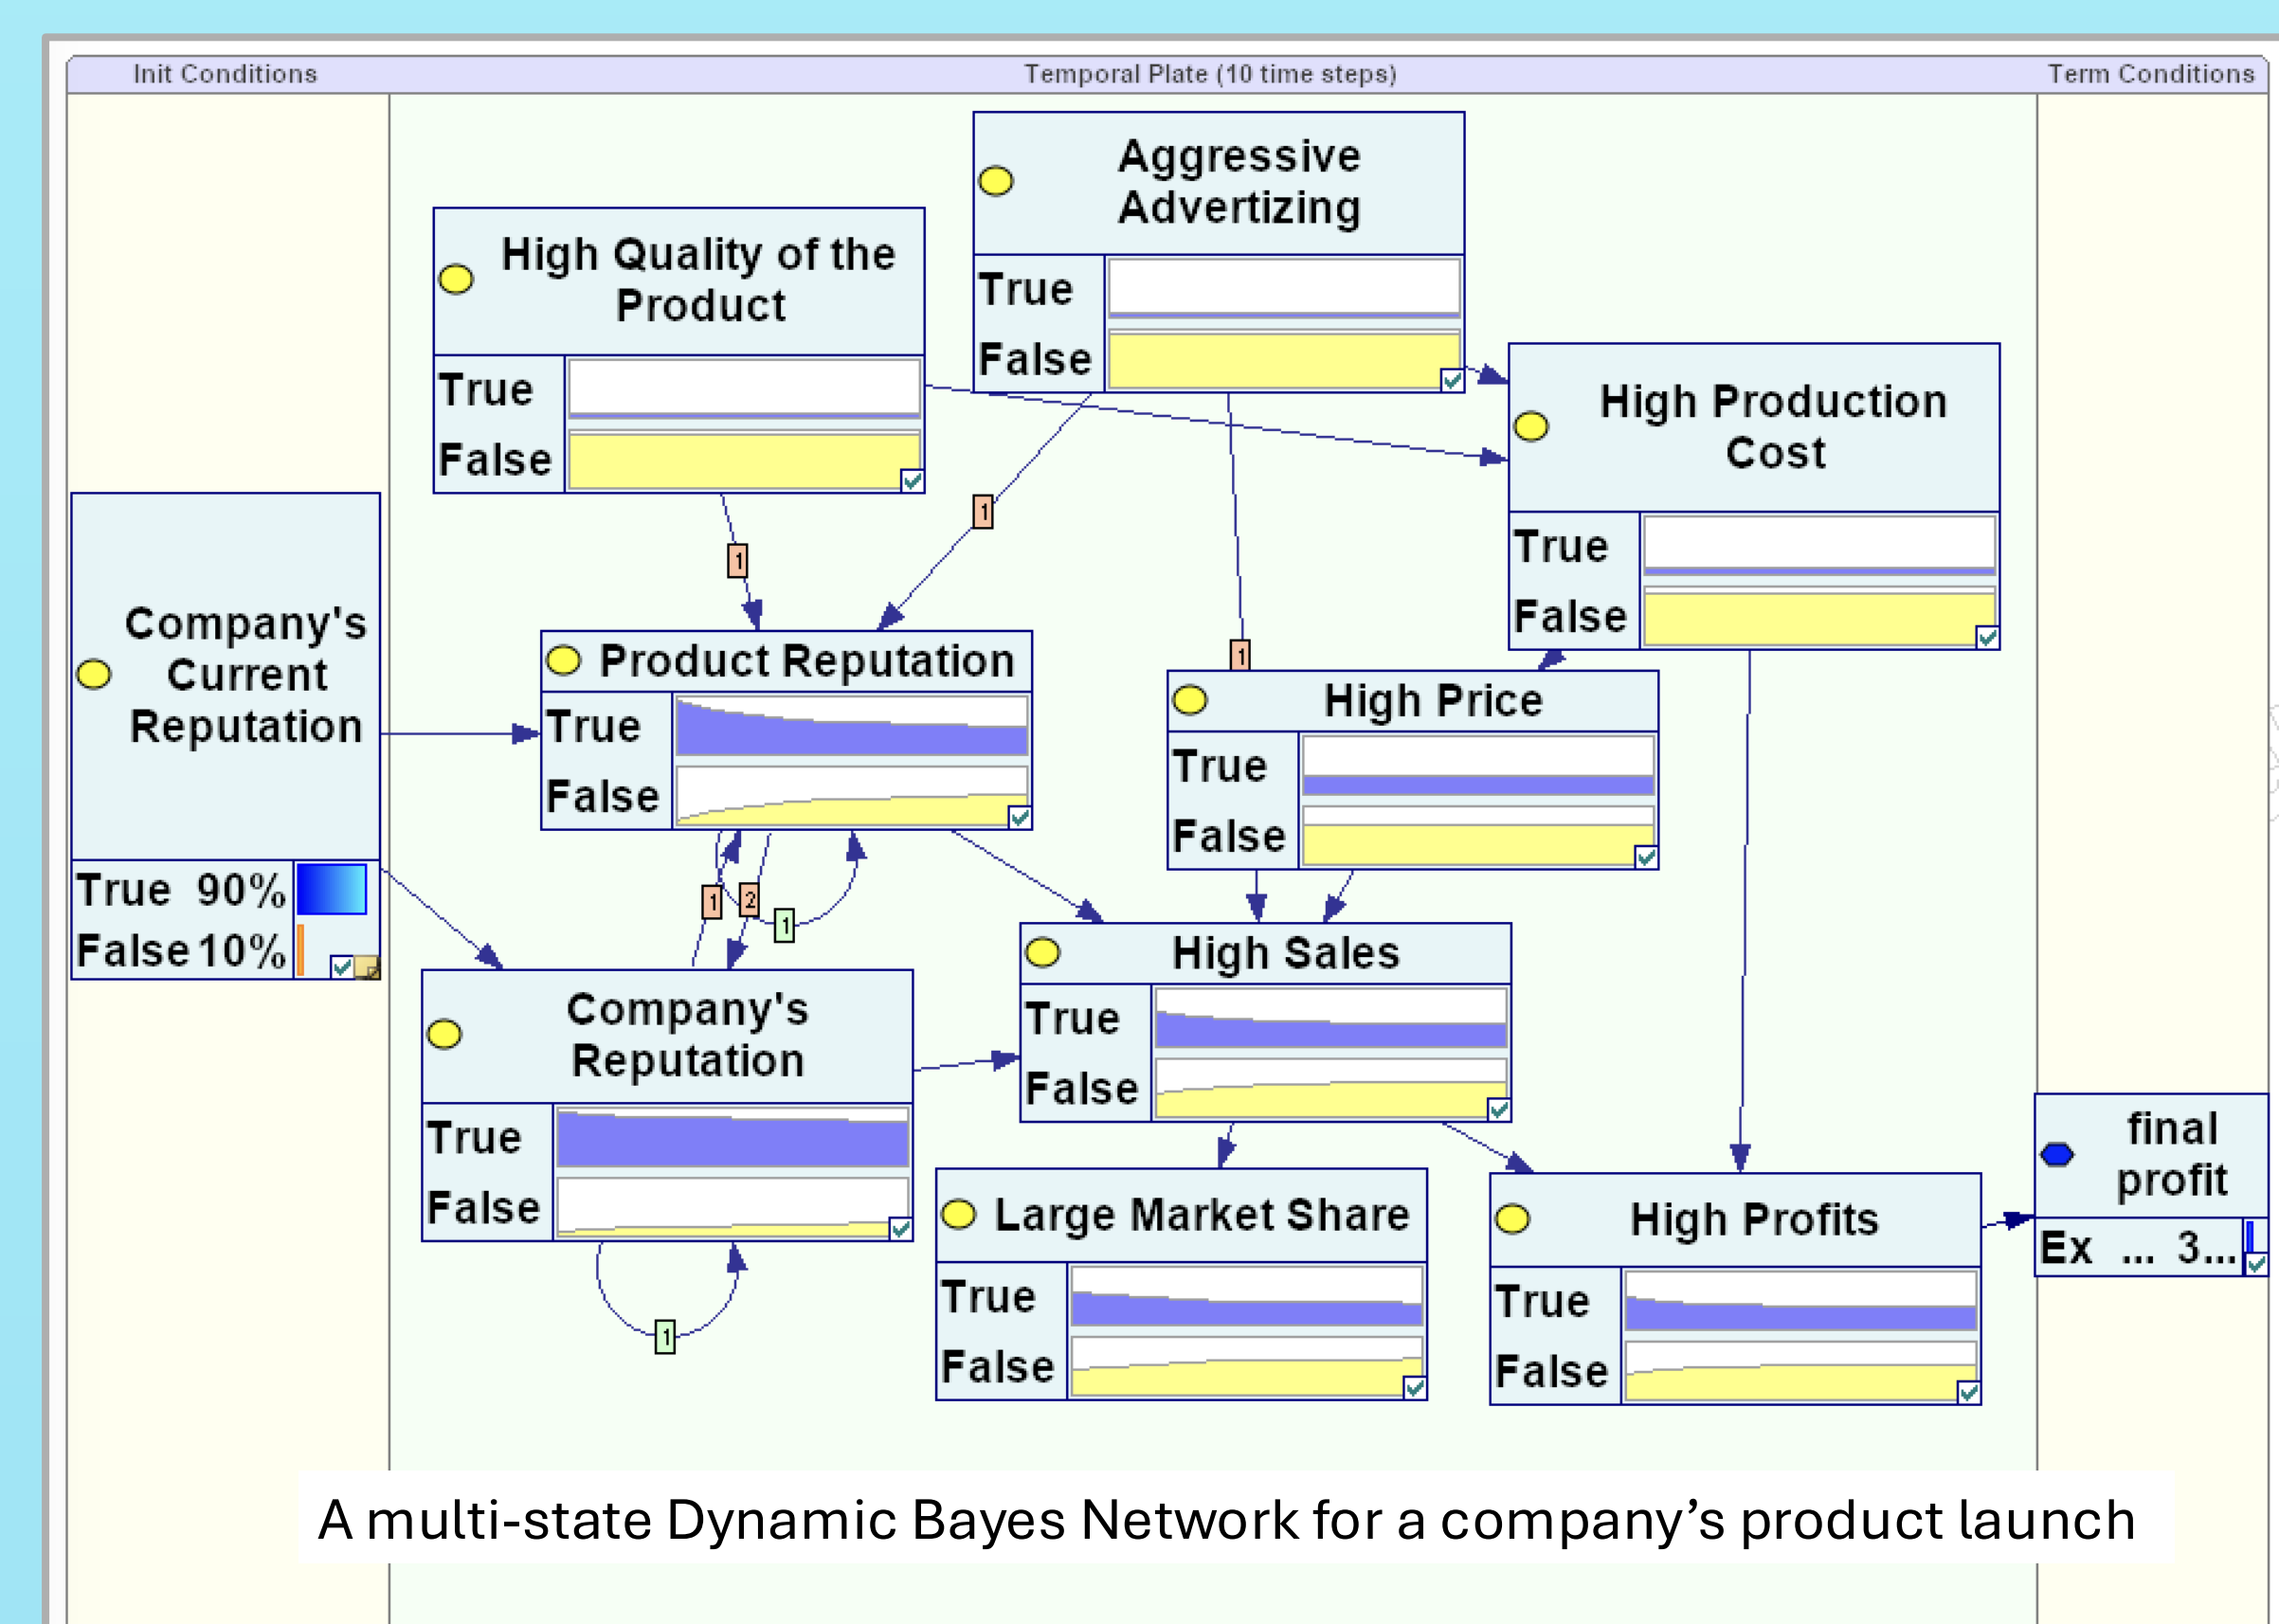 Init Conditions
Temporal Plate (10 time steps)
Term Conditions
Aggressive
Advertizing
True
False
High Quality of the
Product
True
False
High Production
Cost
True
False
1
1
1
Company's
Current
Reputation
True 90%
False 10%
Product Reputation
True
False
High Price
True
False
1
2
1
High Sales
True
False
Company's
Reputation
True
False
1
Large Market Share
True
False
High Profits
True
False
final
profit
Ex ... 3...
A multi-state Dynamic Bayes Network for a company’s product launch